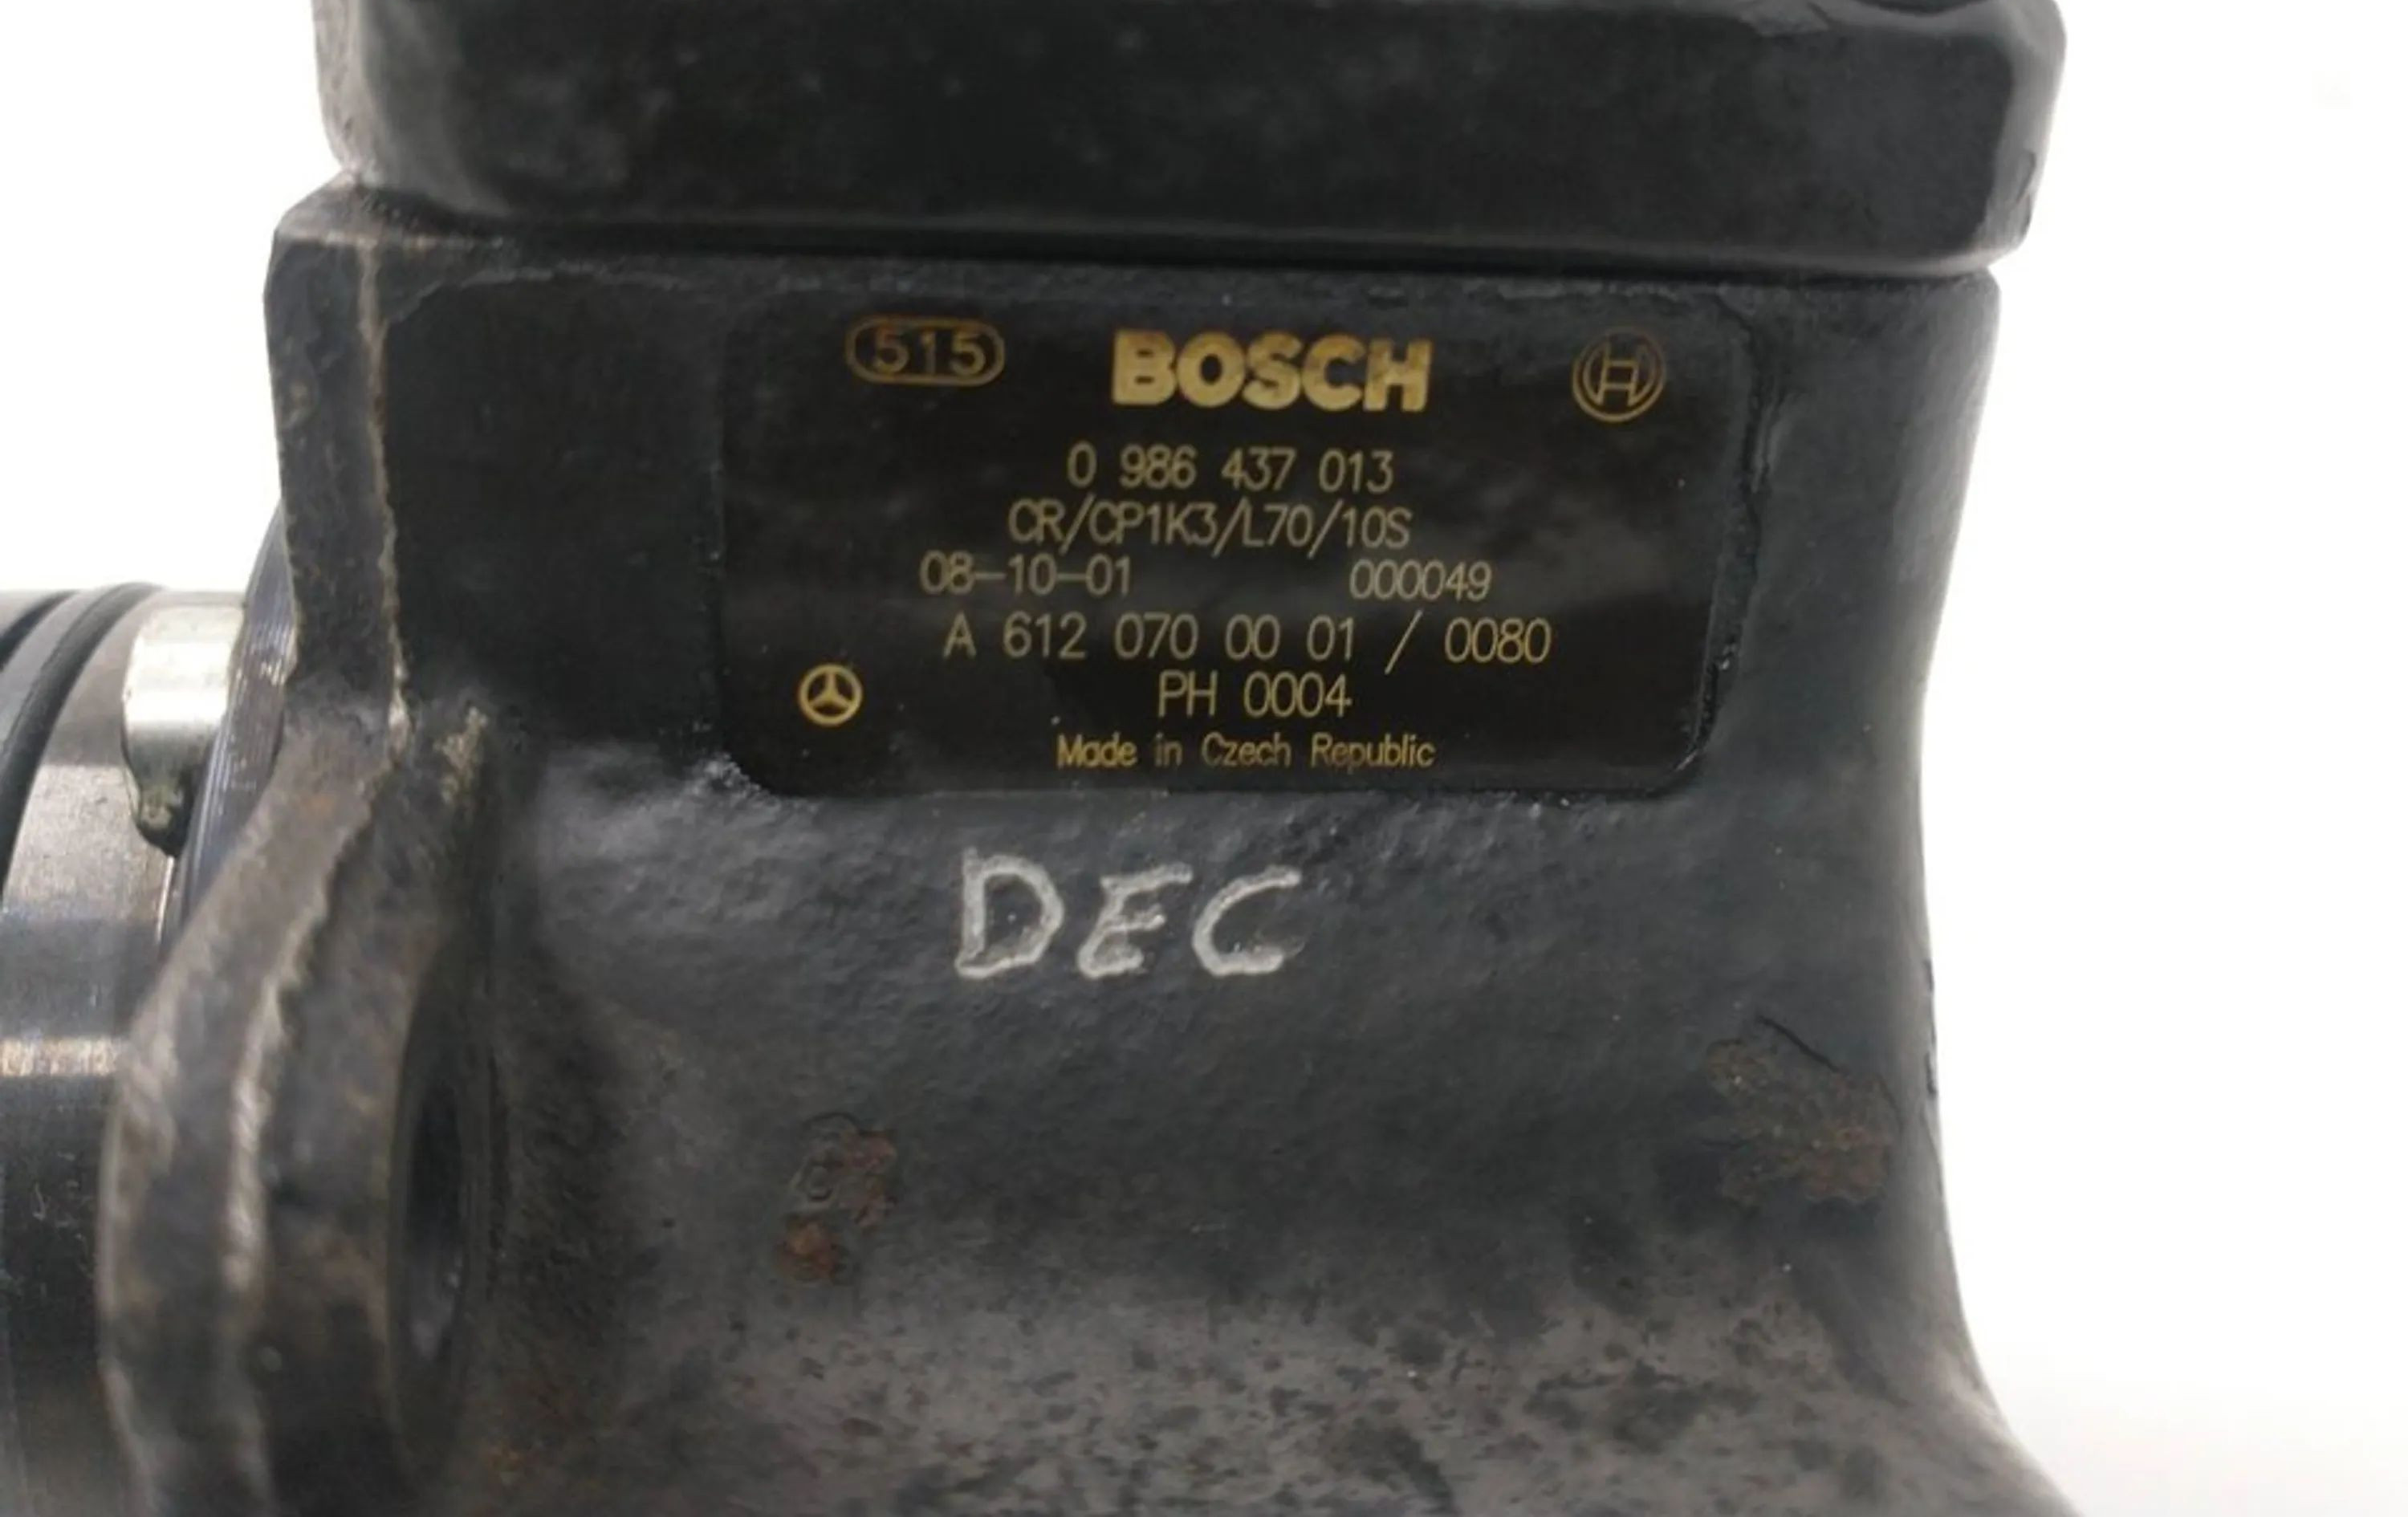 515 BOSCH
0 986 437 013
CR/CP1K3/L70/10S
08-10-01 000049
A 612 070 00 01 / 0080
PH 0004
Made in Czech Republic
DEC